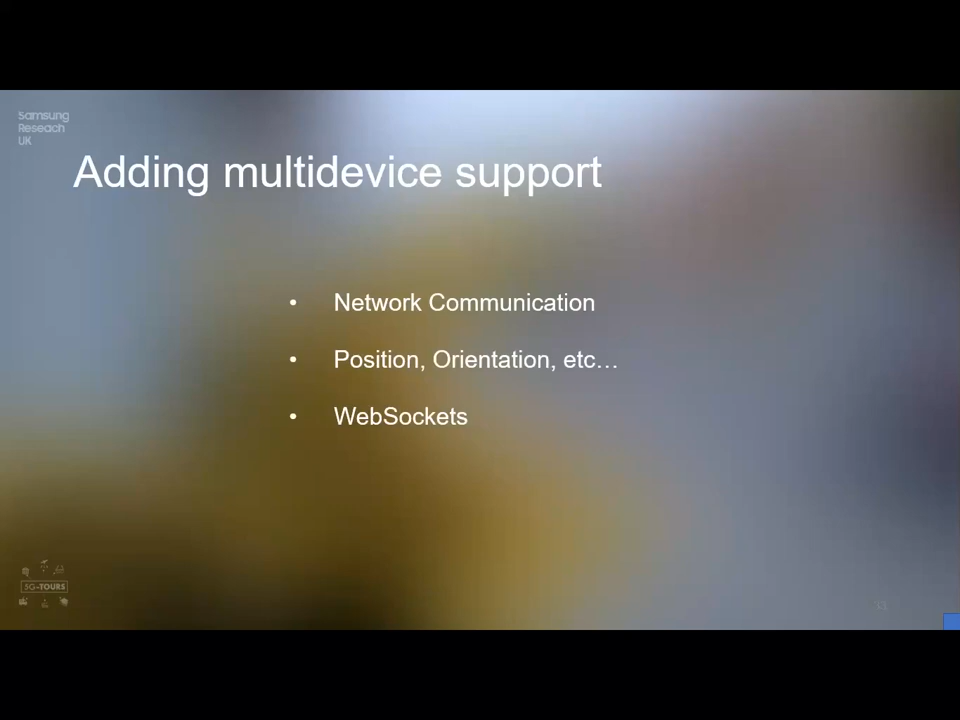 Samsung
Reseach
UK
Adding multidevice support
• Network Communication
• Position, Orientation, etc…
• WebSockets
5G-TOURS